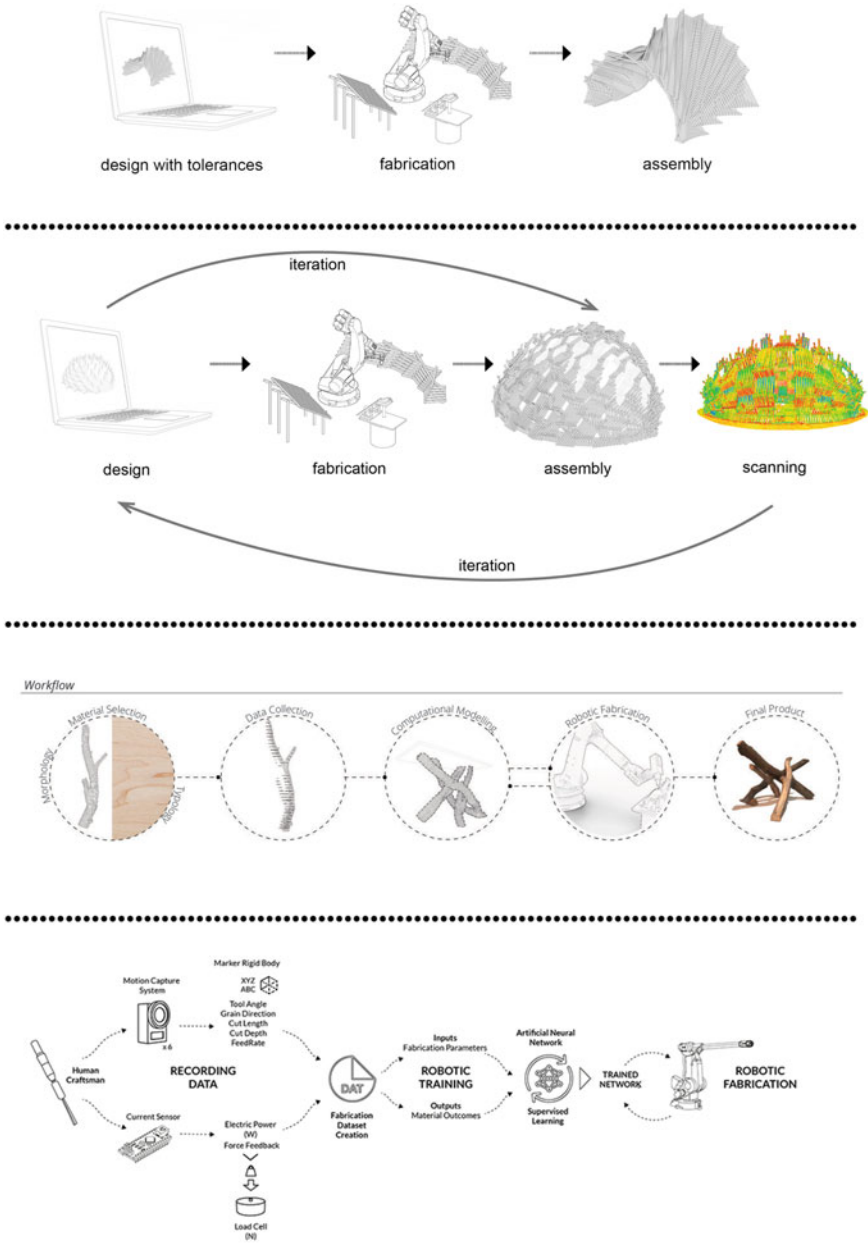 design with tolerances
fabrication
assembly
iteration
design
fabrication
assembly
scanning
iteration
Workflow
Morphology
Material Selection
Typology
Data Collection
Computational Modelling
Robotic Fabrication
Final Product
Marker Rigid Body
Motion Capture
System
XYZ
ABC
x 6
Tool Angle
Grain Direction
Cut Length
Cut Depth
FeedRate
Human
Craftsman
RECORDING
DATA
Current Sensor
Electric Power
(W)
Force Feedback
Load Cell
(N)
DAT
Fabrication
Dataset
Creation
Inputs
Fabrication Parameters
ROBOTIC
TRAINING
Outputs
Material Outcomes
Artificial Neural
Network
Supervised
Learning
TRAINED
NETWORK
ROBOTIC
FABRICATION